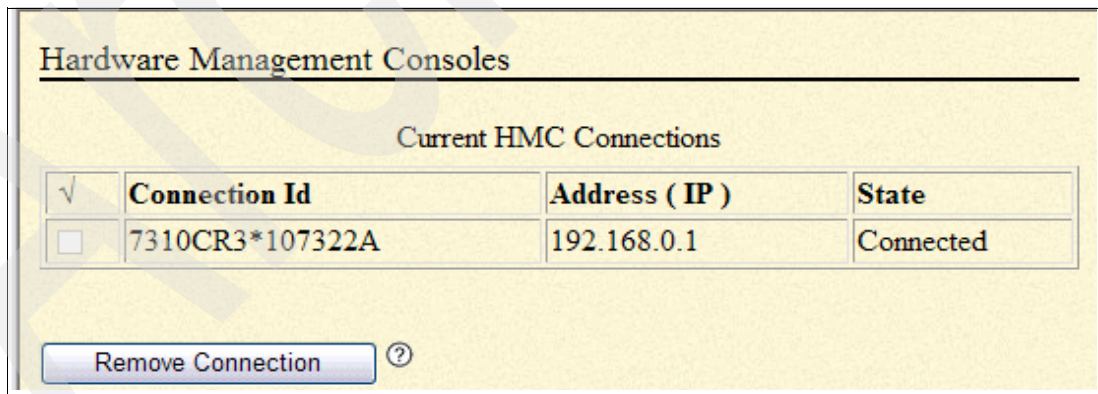 Hardware Management Consoles
Current HMC Connections
√ Connection Id Address ( IP ) State
7310CR3*107322A 192.168.0.1 Connected
Remove Connection ?